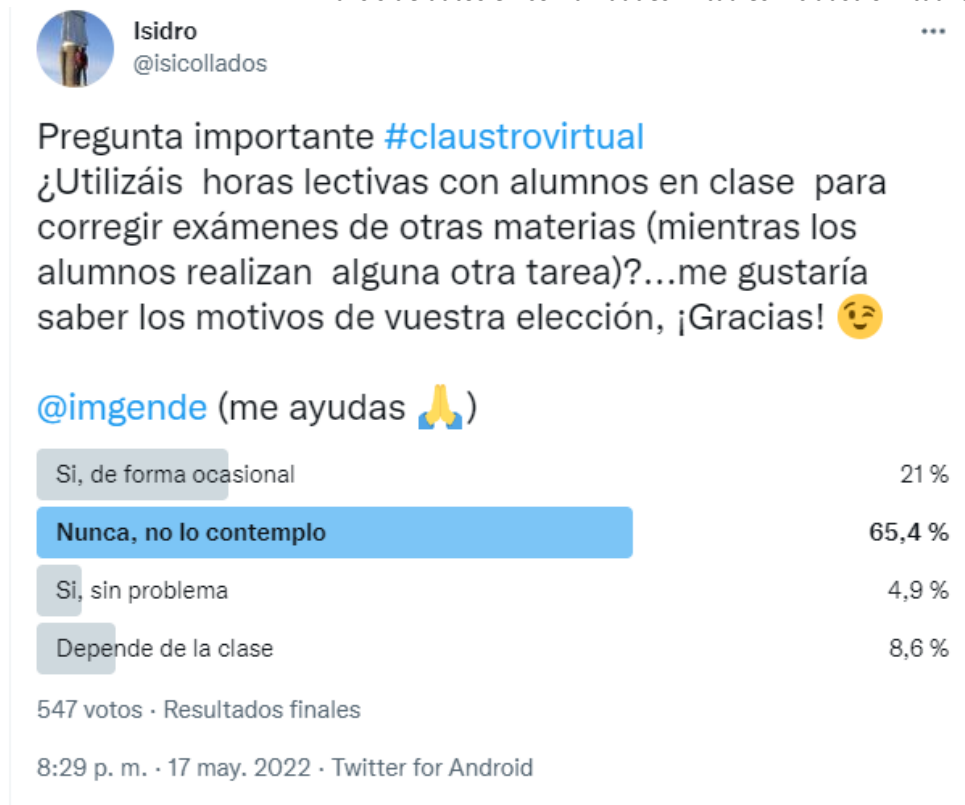 Isidro
@isicollados
Pregunta importante #claustrovirtual
¿Utilizáis horas lectivas con alumnos en clase para
corregir exámenes de otras materias (mientras los
alumnos realizan alguna otra tarea)?...me gustaría
saber los motivos de vuestra elección, ¡Gracias! 😉
@imgende (me ayudas 🙏)
Si, de forma ocasional 21 %
Nunca, no lo contemplo 65,4 %
Si, sin problema 4,9 %
Depende de la clase 8,6 %
547 votos · Resultados finales
8:29 p. m. · 17 may. 2022 · Twitter for Android